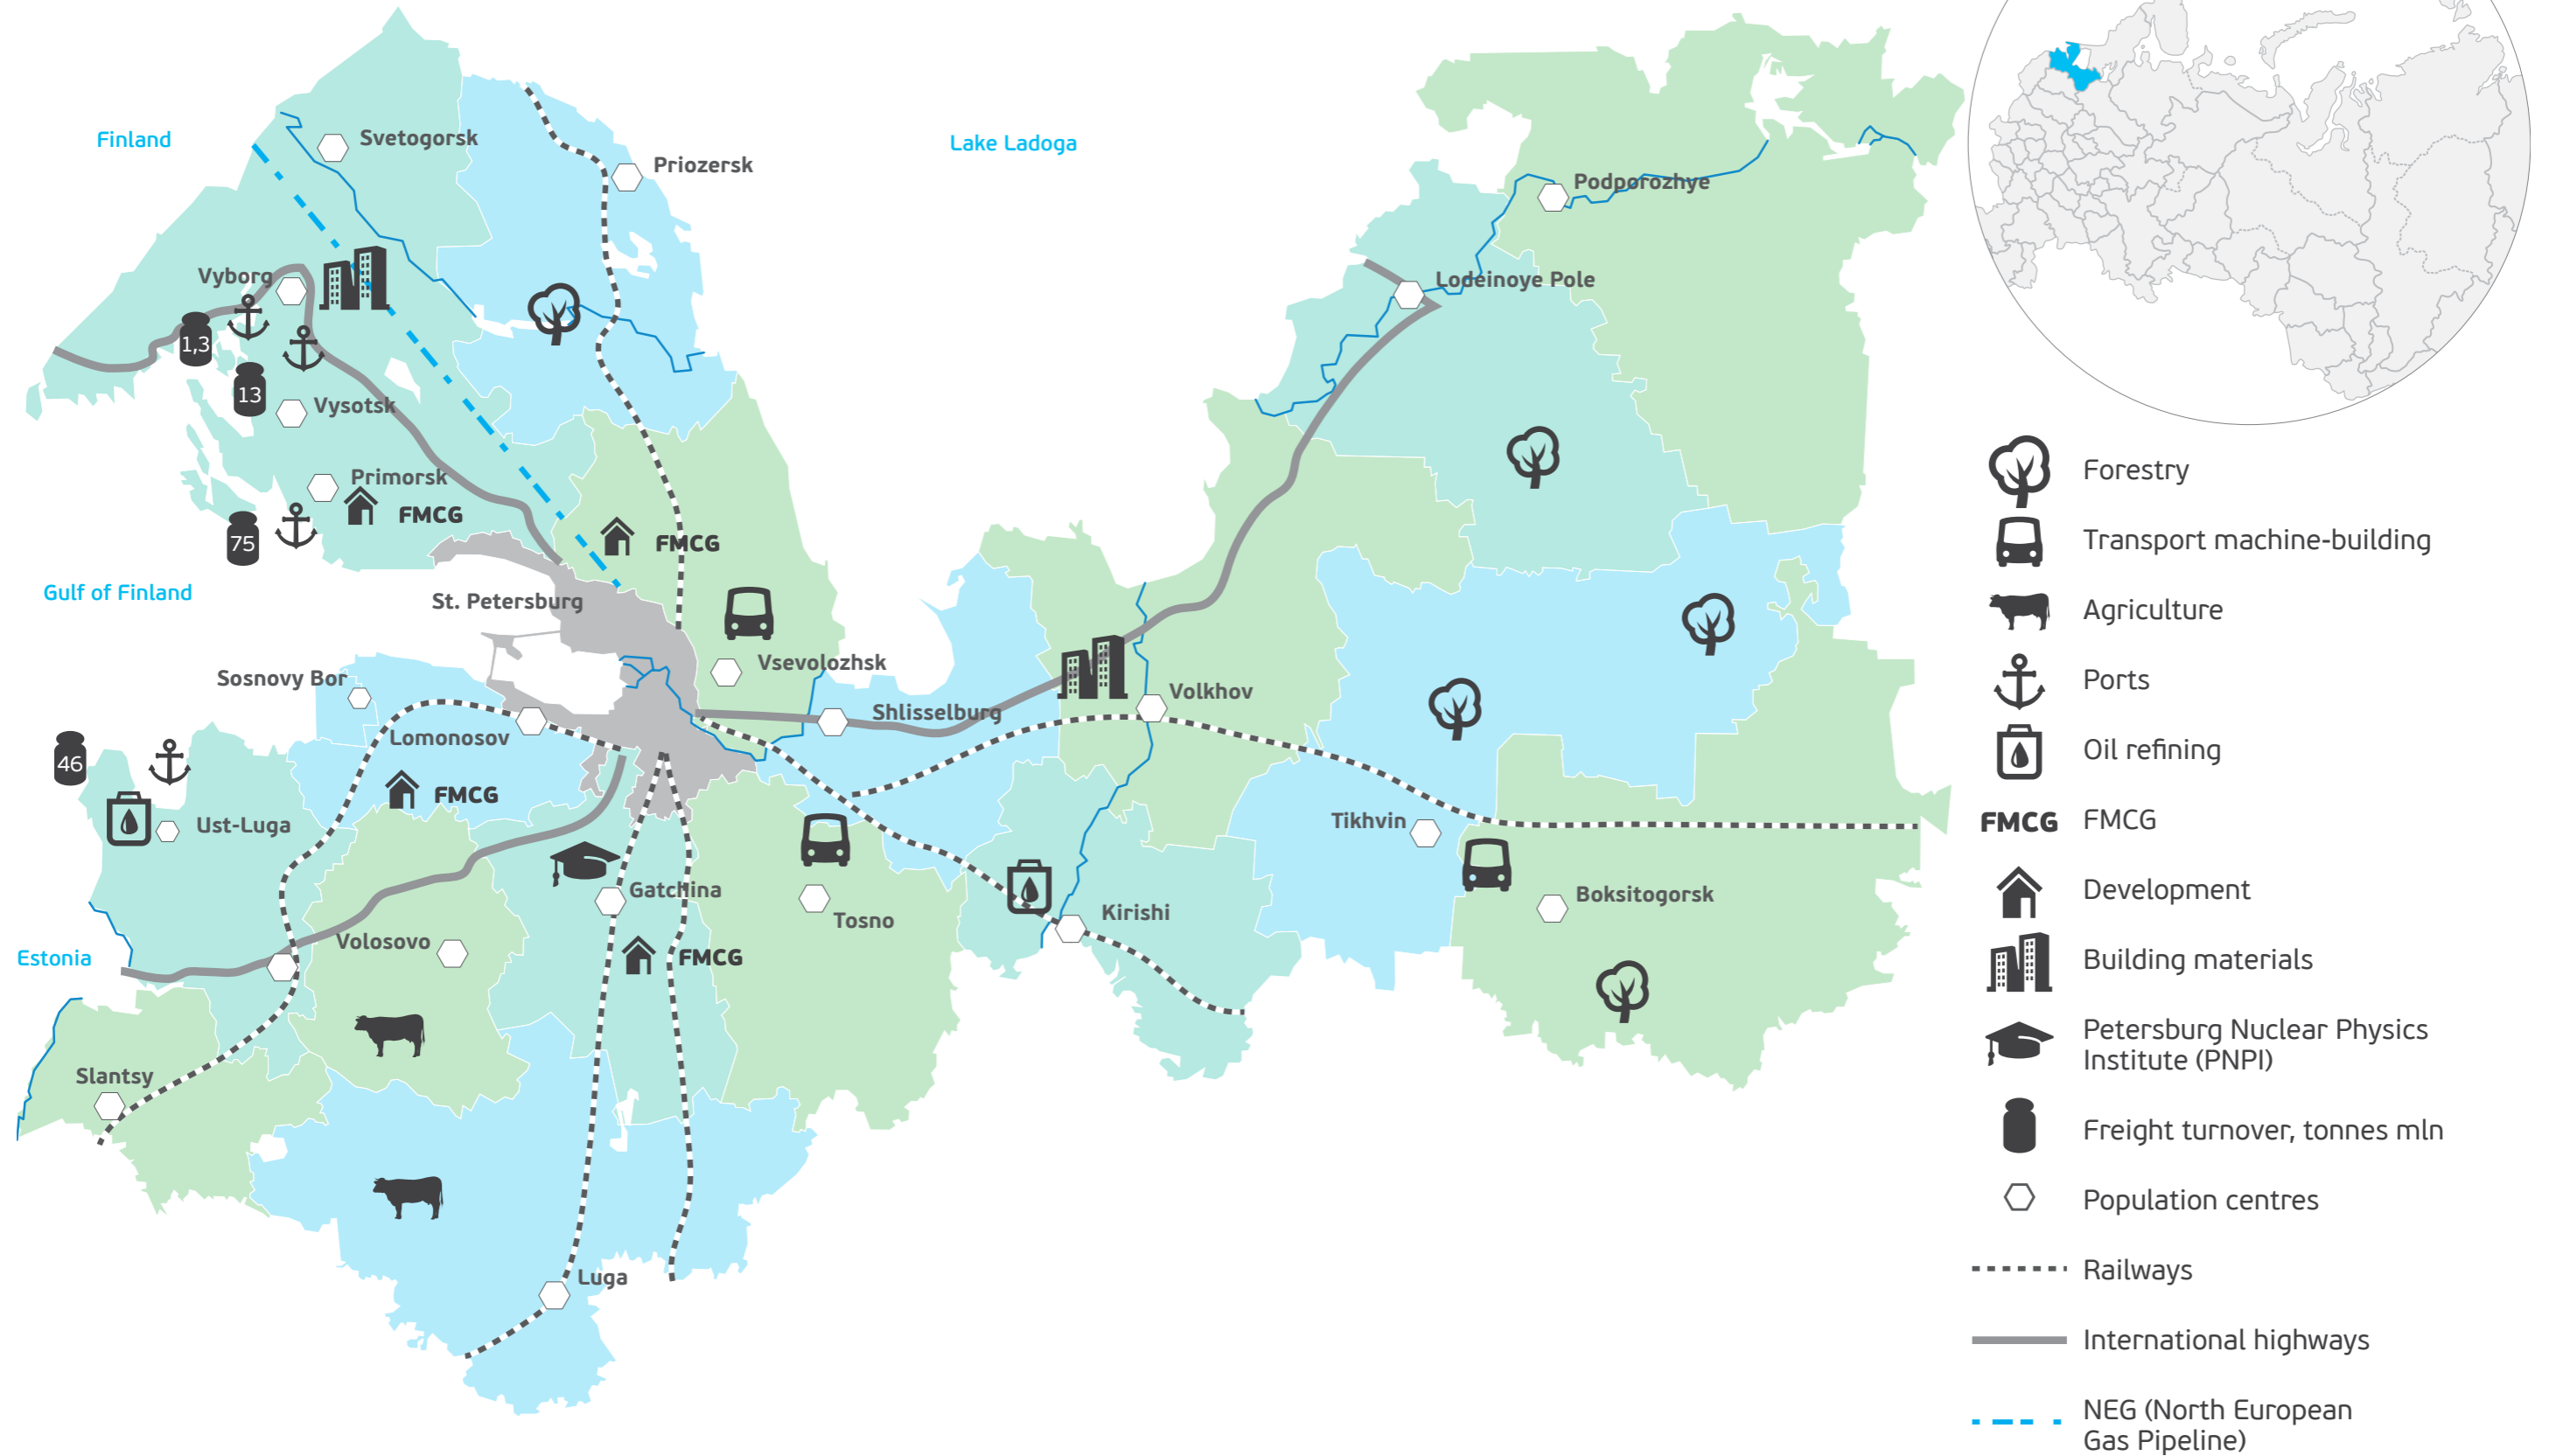 Finland
Svetogorsk
Priozersk
Lake Ladoga
Podporozhye
Vyborg
Lodeinoye Pole
1,3
13
Vysotsk
Primorsk
FMCG
75
FMCG
Gulf of Finland
St. Petersburg
Vsevolozhsk
Sosnovy Bor
Volkhov
Shlisselburg
Lomonosov
46
FMCG
Ust-Luga
Tikhvin
Gatchina
Boksitogorsk
Tosno
Kirishi
Volosovo
Estonia
FMCG
Slantsy
Luga
Forestry
Transport machine-building
Agriculture
Ports
Oil refining
FMCG FMCG
Development
Building materials
Petersburg Nuclear Physics
Institute (PNPI)
Freight turnover, tonnes mln
Population centres
Railways
International highways
NEG (North European
Gas Pipeline)